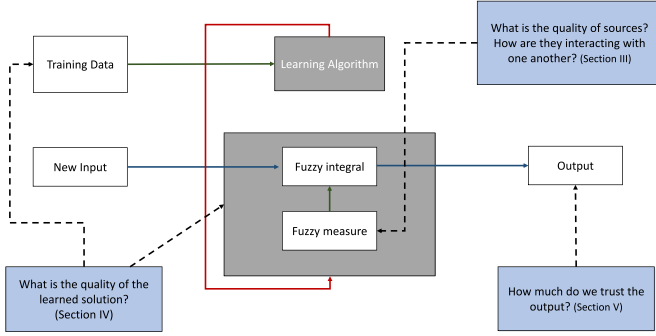 What is the quality of sources?
How are they interacting with
one another? (Section III)
Training Data
Learning Algorithm
New Input
Fuzzy integral
Output
Fuzzy measure
What is the quality of
the learned solution?
(Section IV)
How much do we trust the
output? (Section V)